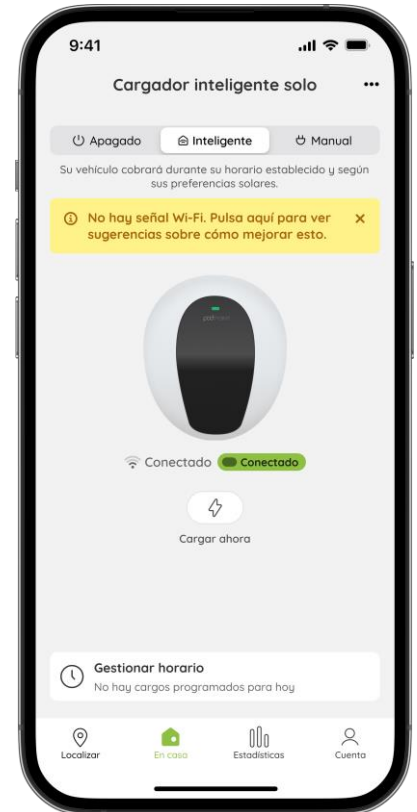 9:41
Cargador inteligente solo
Apagado
Inteligente
Manual
Su vehículo cobrará durante su horario establecido y según
sus preferencias solares.
No hay señal Wi-Fi. Pulsa aquí para ver
sugerencias sobre cómo mejorar esto.
Conectado
Conectado
Cargar ahora
Gestionar horario
No hay cargos programados para hoy
Localizar
En casa
Estadísticas
Cuenta